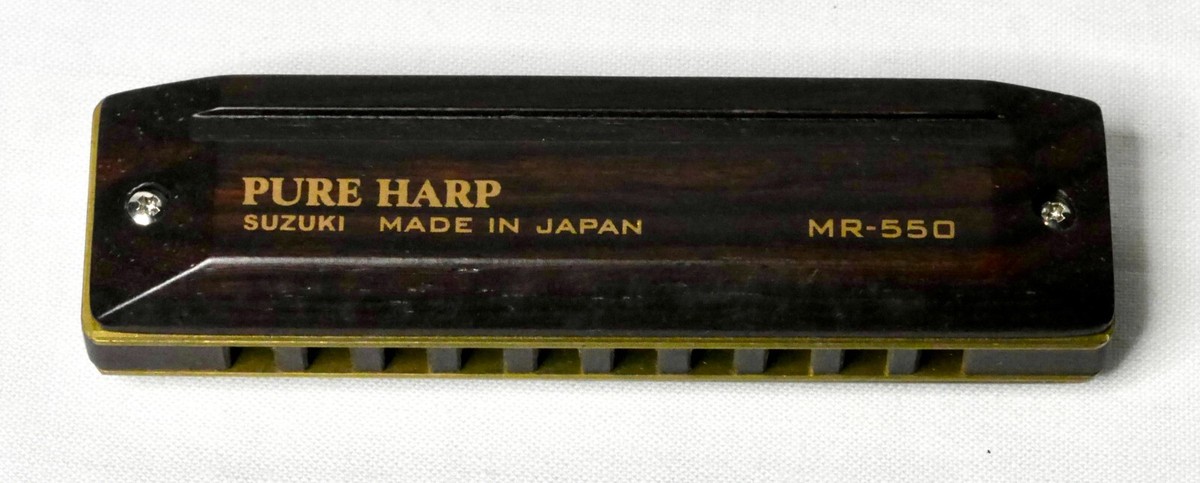 PURE HARP
SUZUKI MADE IN JAPAN MR-550